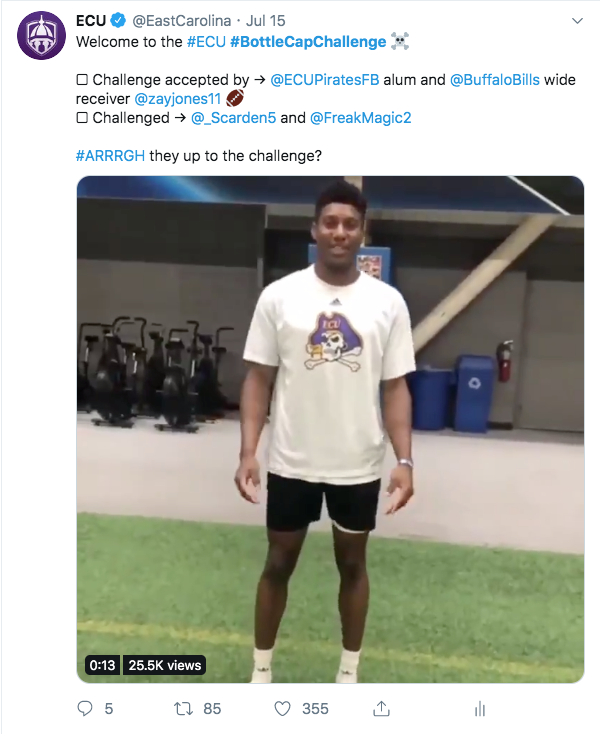 ECU @EastCarolina · Jul 15
Welcome to the #ECU #BottleCapChallenge ☠️
☐ Challenge accepted by → @ECUPiratesFB alum and @BuffaloBills wide
receiver @zayjones11 🏈
☐ Challenged → @_Scarden5 and @FreakMagic2
#ARRRGH they up to the challenge?
ECU
0:13 25.5K views
5 85 355